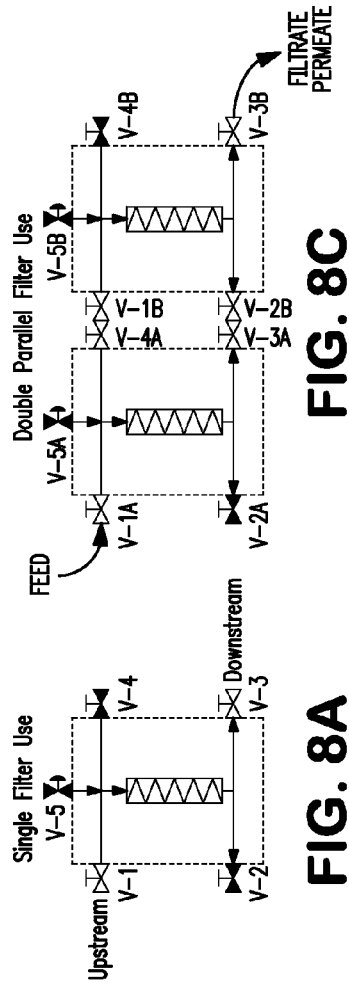 Single Filter Use
V-5
Upstream
V-1
V-4
V-2
V-3
Downstream
FIG. 8A
Double Parallel Filter Use
V-5A
V-5B
FEED
V-1A
V-4A
V-1B
V-4B
V-2A
V-3A
V-2B
V-3B
FILTRATE
PERMEATE
FIG. 8C